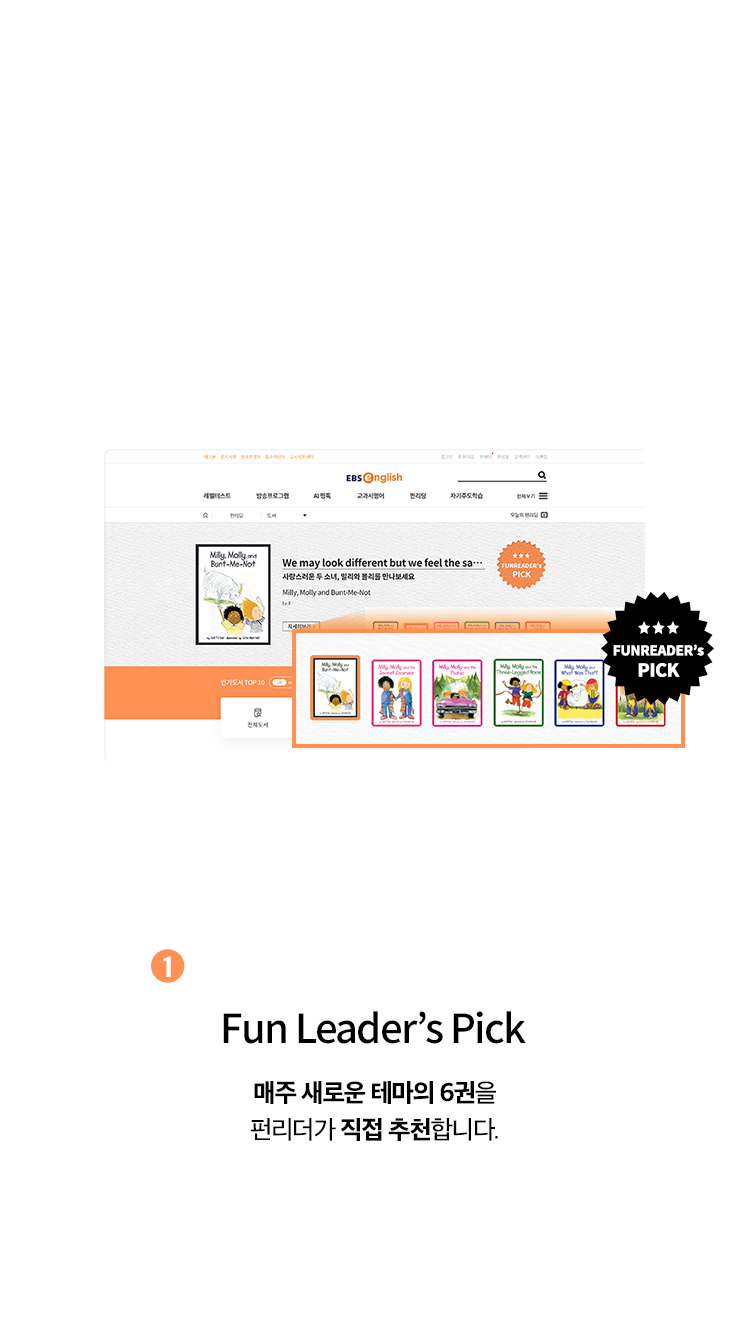 EBS english
레벨테스트 방송프로그램 AI 펭톡 교과서영어 펀리딩 자기주도학습 전체보기
펀리딩 도서 오늘의 펀리딩
Milly, Molly and
Bunt-Me-Not
We may look different but we feel the sa…
사랑스러운 두 소녀, 밀리와 몰리를 만나보세요
Milly, Molly and Bunt-Me-Not
Lv.8
자세히보기
FUNREADER's
PICK
FUNREADER's
PICK
인기도서 TOP 10
전체도서
Milly, Molly and
Bunt-Me-Not
Milly, Molly and the
Secret Scarves
Milly, Molly and the
Picnic
Milly, Molly and the
Three-Legged Race
Milly, Molly and
What Was That?
1
Fun Leader’s Pick
매주 새로운 테마의 6권을
펀리더가 직접 추천합니다.